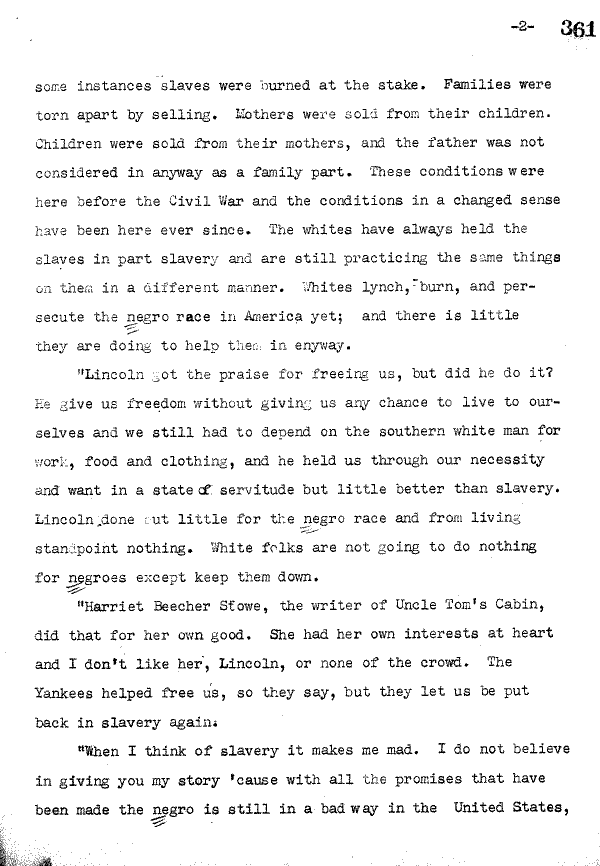 -2- 361
some instances slaves were burned at the stake. Families were
torn apart by selling. Mothers were sold from their children.
Children were sold from their mothers, and the father was not
considered in anyway as a family part. These conditions were
here before the Civil War and the conditions in a changed sense
have been here ever since. The whites have always held the
slaves in part slavery and are still practicing the same things
on them in a different manner. Whites lynch, burn, and per-
secute the negro race in America yet; and there is little
they are doing to help them in enyway.
"Lincoln got the praise for freeing us, but did he do it?
He give us freedom without giving us any chance to live to our-
selves and we still had to depend on the southern white man for
work, food and clothing, and he held us through our necessity
and want in a state of servitude but little better than slavery.
Lincoln done but little for the negro race and from living
standpoint nothing. White folks are not going to do nothing
for negroes except keep them down.
"Harriet Beecher Stowe, the writer of Uncle Tom's Cabin,
did that for her own good. She had her own interests at heart
and I don't like her, Lincoln, or none of the crowd. The
Yankees helped free us, so they say, but they let us be put
back in slavery again.
"When I think of slavery it makes me mad. I do not believe
in giving you my story 'cause with all the promises that have
been made the negro is still in a bad way in the United States,